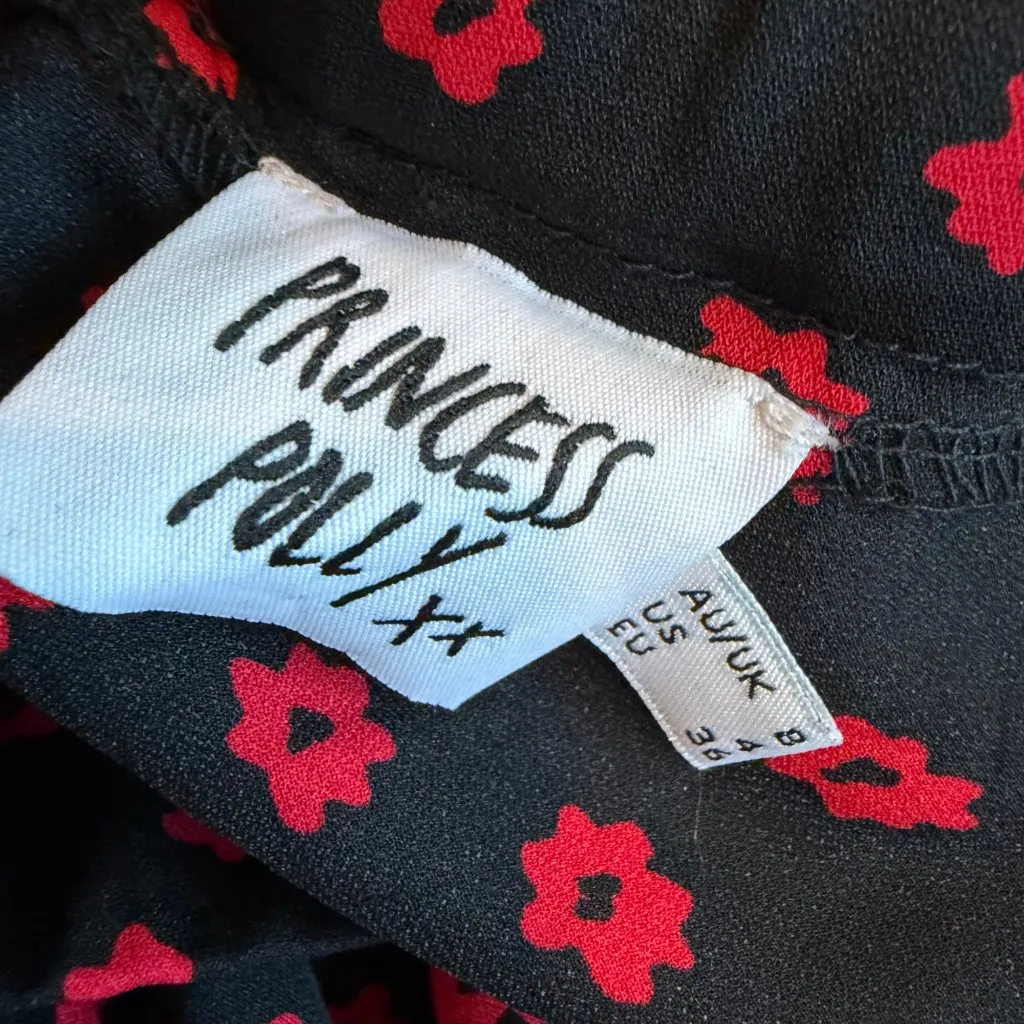 PRINCESS
POLLY xx
AU/UK 8
US 4
EU 36